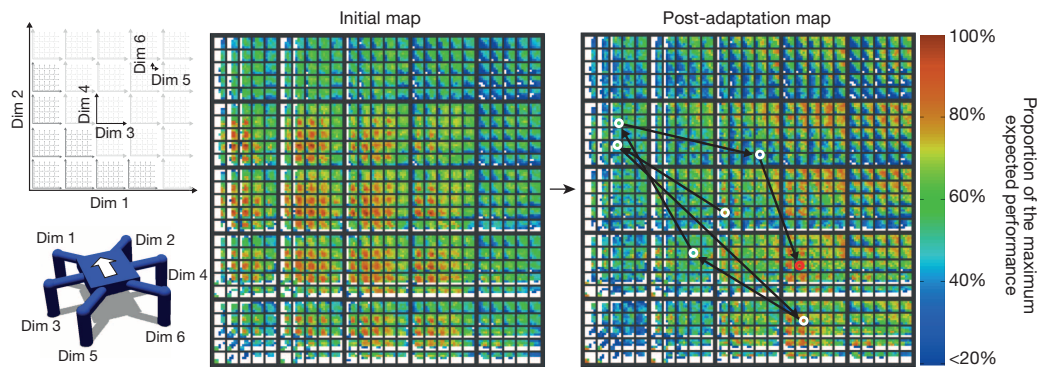 Initial map
Post-adaptation map
Dim 2
Dim 6
Dim 5
Dim 4
Dim 3
Dim 1
Dim 1
Dim 2
Dim 4
Dim 3
Dim 6
Dim 5
100%
80%
60%
40%
<20%
Proportion of the maximum
expected performance